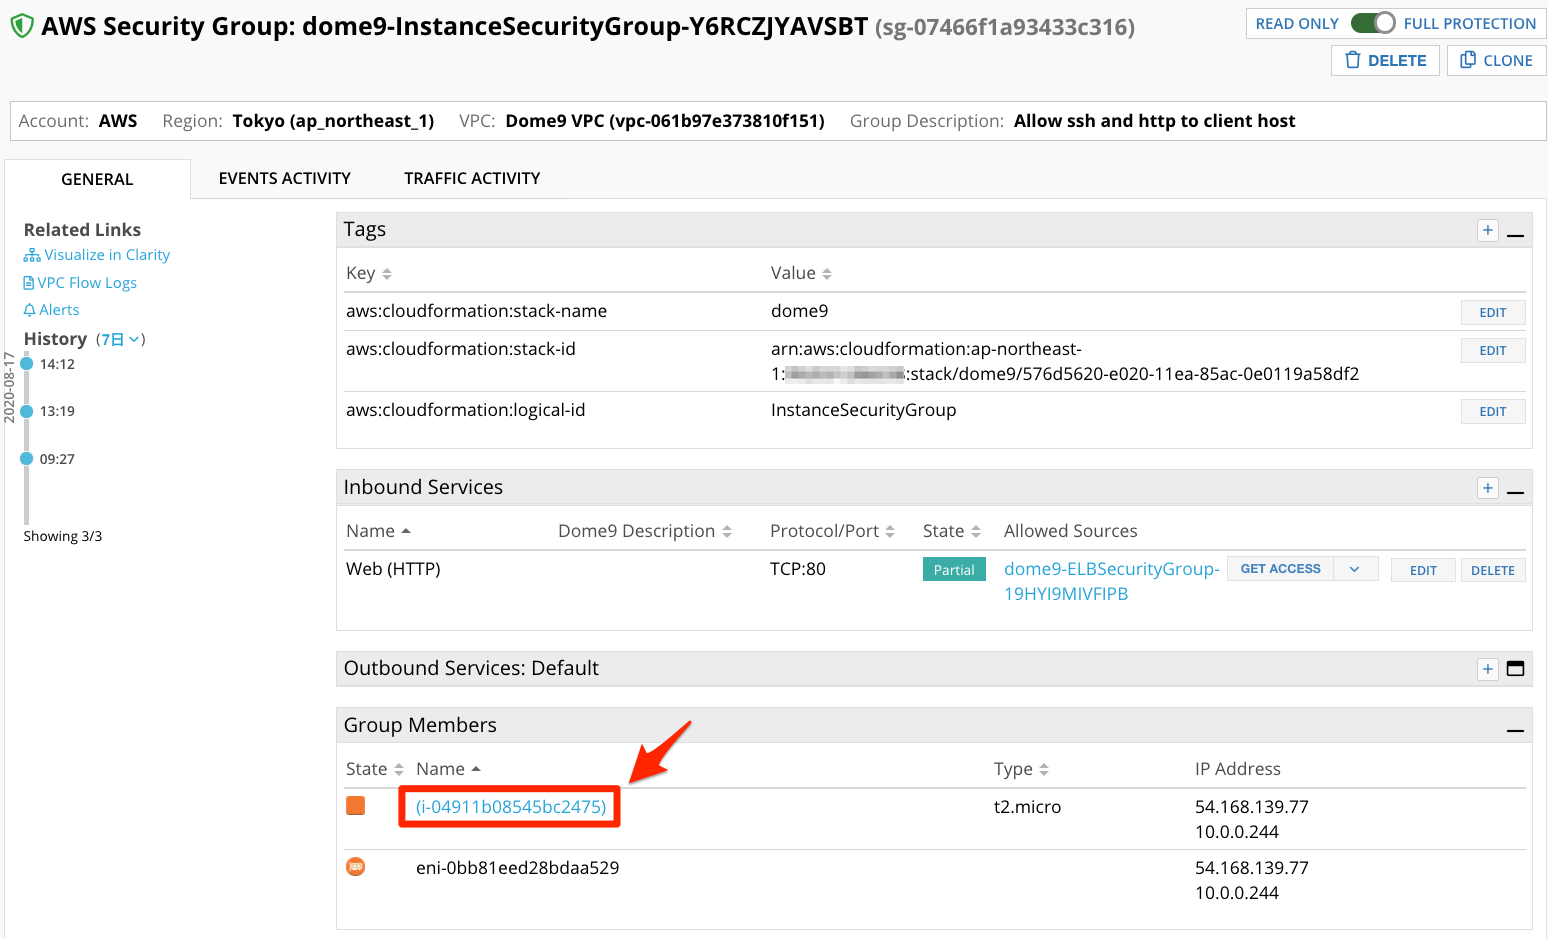 AWS Security Group: dome9-InstanceSecurityGroup-Y6RCZJYAVSBT (sg-07466f1a93433c316)
READ ONLY FULL PROTECTION
DELETE CLONE
Account: AWS Region: Tokyo (ap_northeast_1) VPC: Dome9 VPC (vpc-061b97e373810f151) Group Description: Allow ssh and http to client host
GENERAL EVENTS ACTIVITY TRAFFIC ACTIVITY
Related Links
Visualize in Clarity
VPC Flow Logs
Alerts
History (7日)
2020-08-17
14:12
13:19
09:27
Showing 3/3
Tags
Key Value
aws:cloudformation:stack-name dome9 EDIT
aws:cloudformation:stack-id arn:aws:cloudformation:ap-northeast- EDIT
1: :stack/dome9/576d5620-e020-11ea-85ac-0e0119a58df2
aws:cloudformation:logical-id InstanceSecurityGroup EDIT
Inbound Services
Name Dome9 Description Protocol/Port State Allowed Sources
Web (HTTP) TCP:80 Partial dome9-ELBSecurityGroup- GET ACCESS EDIT DELETE
19HYI9MIVFIPB
Outbound Services: Default
Group Members
State Name Type IP Address
(i-04911b08545bc2475) t2.micro 54.168.139.77
10.0.0.244
eni-0bb81eed28bdaa529 54.168.139.77
10.0.0.244